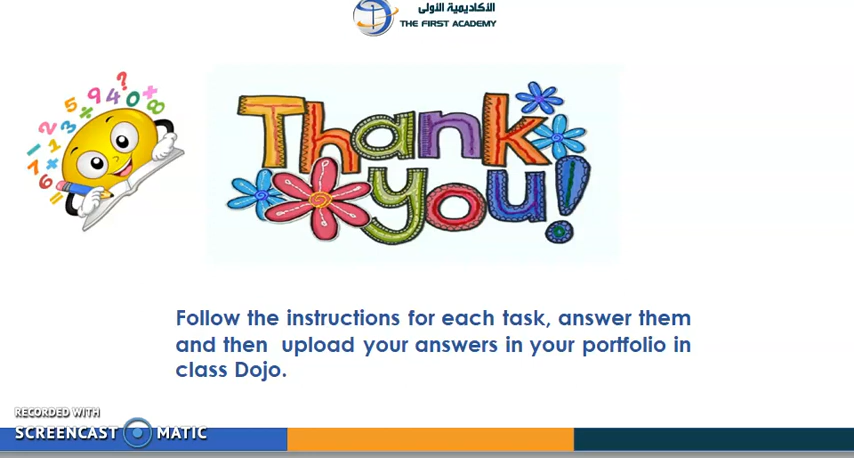 الأكاديمية الأولى
THE FIRST ACADEMY
Thank
you!
Follow the instructions for each task, answer them
and then upload your answers in your portfolio in
class Dojo.
RECORDED WITH
SCREENCAST MATIC